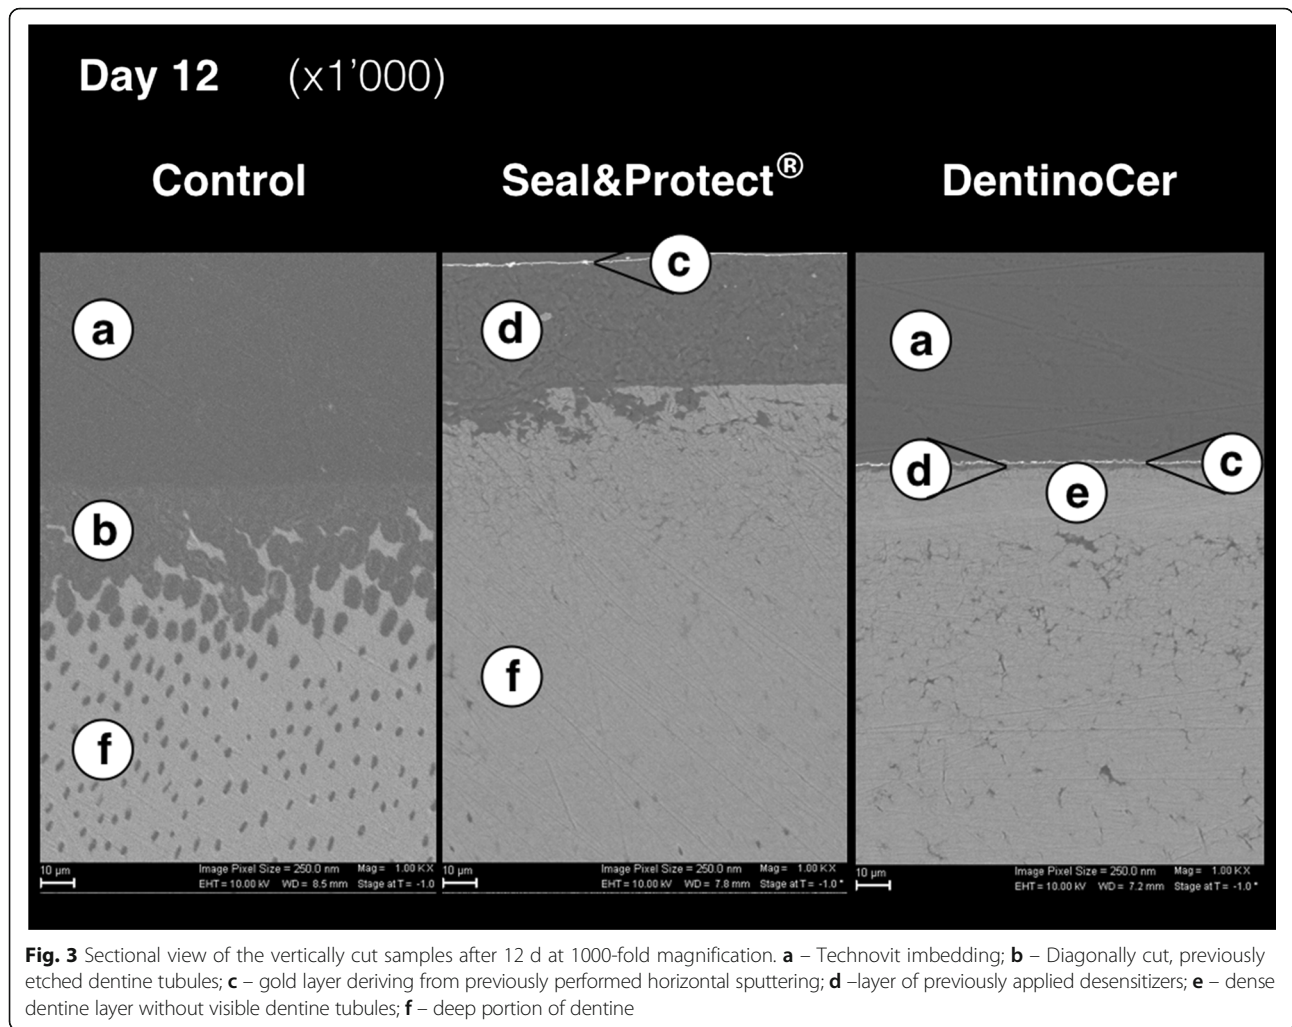 Day 12 (x1'000)
Control Seal&Protect® DentinoCer
c
a
d
a
d
c
e
b
f
f
10 µm Image Pixel Size = 250.0 nm Mag = 1.00 KX
EHT = 10.00 kV WD = 8.5 mm Stage at T = -1.0
10 µm Image Pixel Size = 250.0 nm Mag = 1.00 KX
EHT = 10.00 kV WD = 7.8 mm Stage at T = -1.0 °
10 µm Image Pixel Size = 250.0 nm Mag = 1.00 KX
EHT = 10.00 kV WD = 7.2 mm Stage at T = -1.0 °
Fig. 3 Sectional view of the vertically cut samples after 12 d at 1000-fold magnification. a – Technovit imbedding; b – Diagonally cut, previously
etched dentine tubules; c – gold layer deriving from previously performed horizontal sputtering; d –layer of previously applied desensitizers; e – dense
dentine layer without visible dentine tubules; f – deep portion of dentine